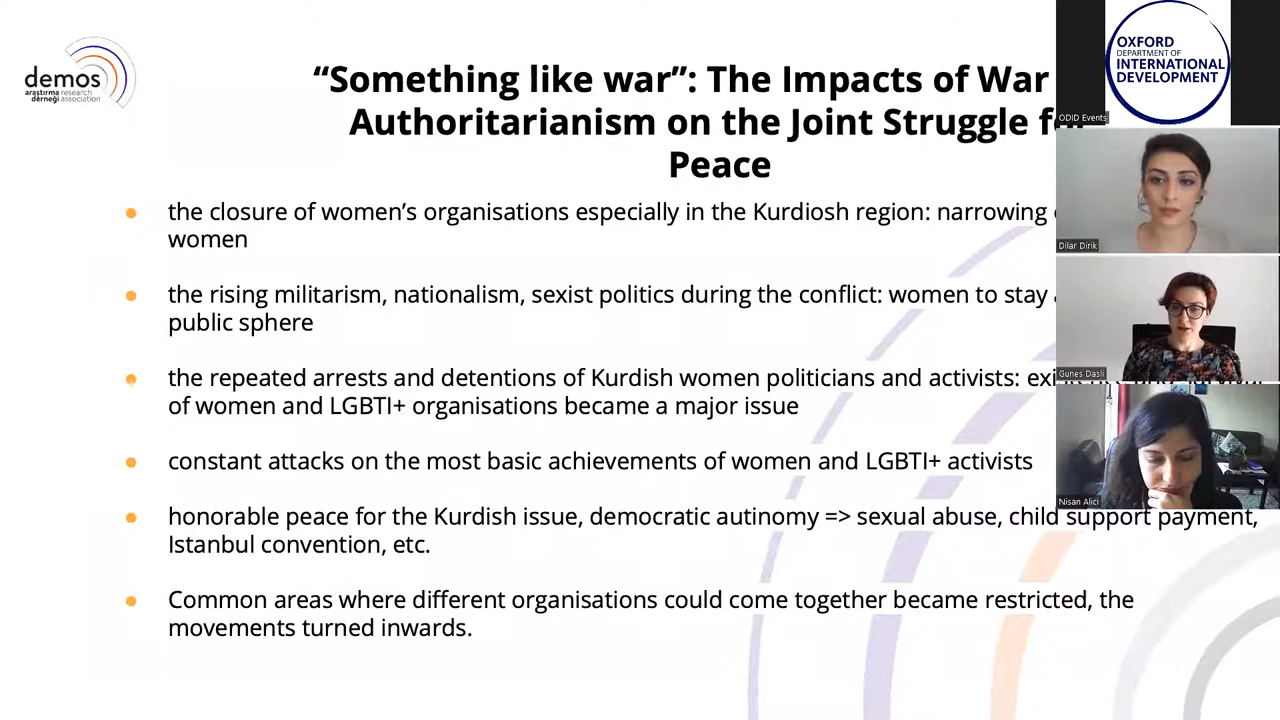 demos
araştırma research
derneği association
“Something like war”: The Impacts of War
Authoritarianism on the Joint Struggle for
Peace
the closure of women’s organisations especially in the Kurdiosh region: narrowing
women
the rising militarism, nationalism, sexist politics during the conflict: women to stay
public sphere
the repeated arrests and detentions of Kurdish women politicians and activists:
of women and LGBTI+ organisations became a major issue
constant attacks on the most basic achievements of women and LGBTI+ activists
honorable peace for the Kurdish issue, democratic autinomy => sexual abuse, child support payment,
Istanbul convention, etc.
Common areas where different organisations could come together became restricted, the
movements turned inwards.
OXFORD
DEPARTMENT OF
INTERNATIONAL
DEVELOPMENT
ODID Events
Dilar Dirik
Gunes Dasli
Nisan Alici